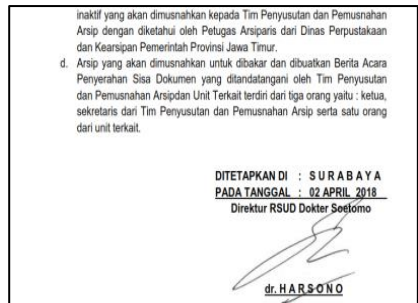 inaktif yang akan dimusnahkan kepada Tim Penyusutan dan Pemusnahan
Arsip dengan diketahui oleh Petugas Arsiparis dari Dinas Perpustakaan
dan Kearsipan Pemerintah Provinsi Jawa Timur.
d. Arsip yang akan dimusnahkan untuk dibakar dan dibuatkan Berita Acara
Penyerahan Sisa Dokumen yang ditandatangani oleh Tim Penyusutan
dan Pemusnahan Arsipdan Unit Terkait terdiri dari tiga orang yaitu : ketua,
sekretaris dari Tim Penyusutan dan Pemusnahan Arsip serta satu orang
dari unit terkait.
DITETAPKAN DI : S U R A B A Y A
PADA TANGGAL : 02 APRIL 2018
Direktur RSUD Dokter Soetomo
dr. H A R S O N O